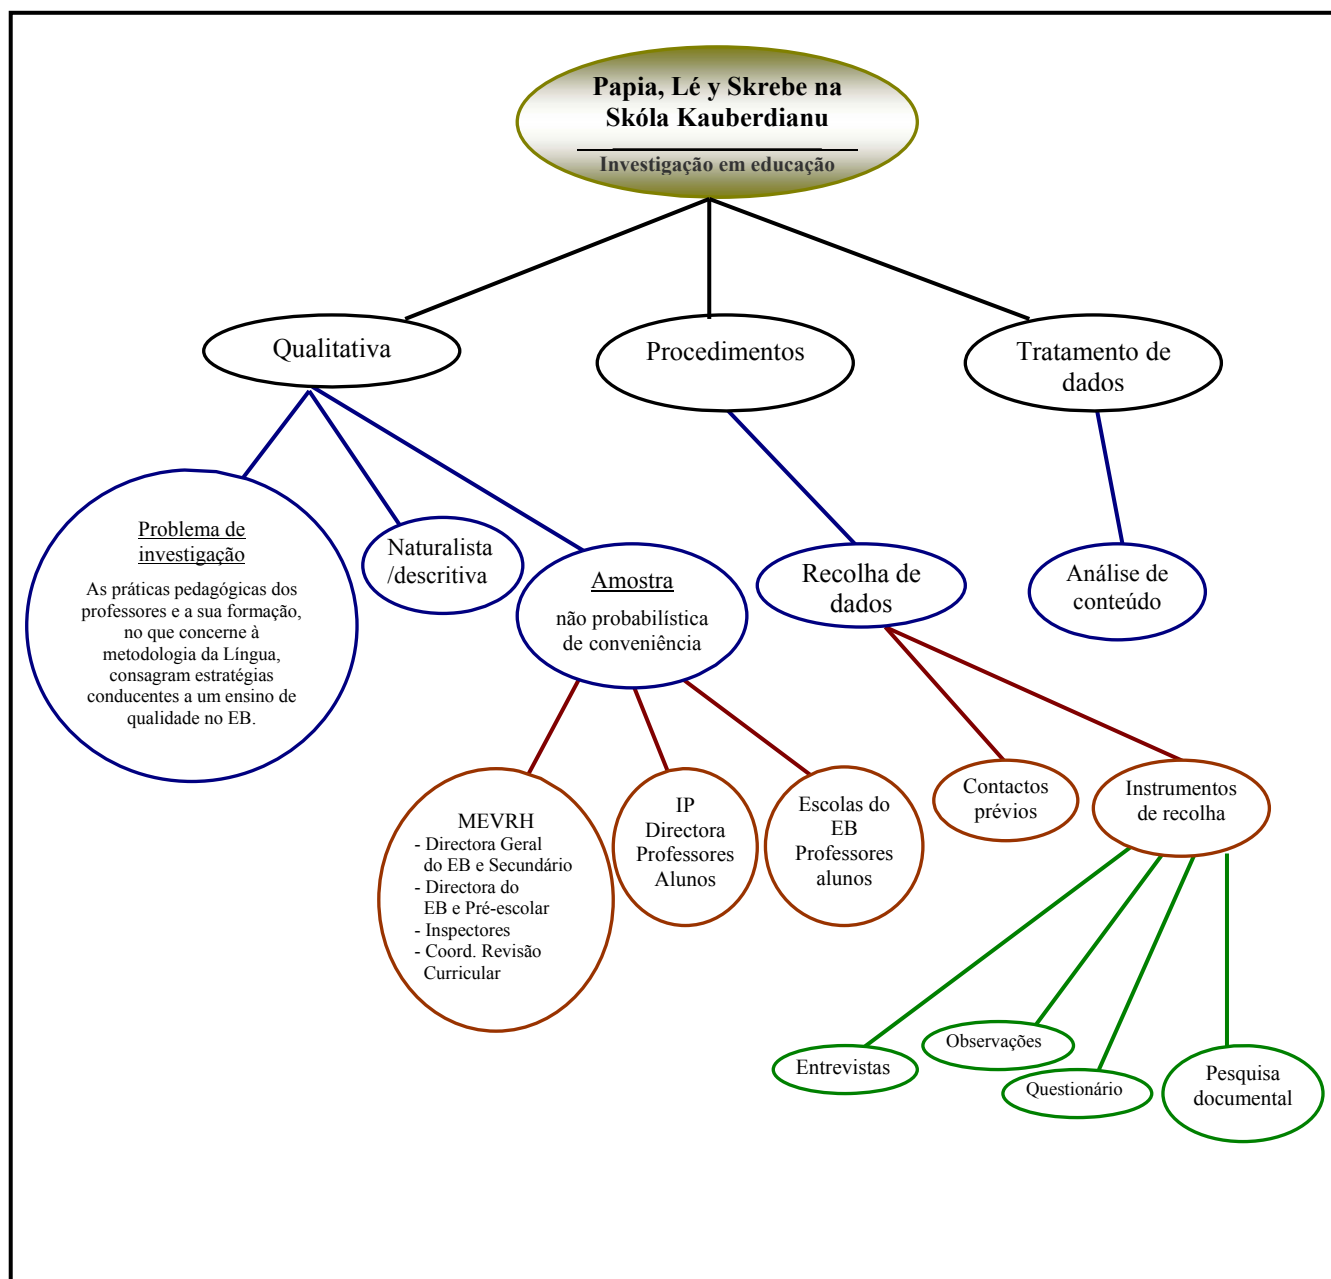 Papia, Lé y Skrebe na
Skóla Kauberdianu
Investigação em educação
Qualitativa
Procedimentos
Tratamento de
dados
Problema de
investigação
As práticas pedagógicas dos
professores e a sua formação,
no que concerne à
metodologia da Língua,
consagram estratégias
conducentes a um ensino de
qualidade no EB.
Naturalista
/descritiva
Amostra
não probabilística
de conveniência
Recolha de
dados
Análise de
conteúdo
MEVRH
- Directora Geral
do EB e Secundário
- Directora do
EB e Pré-escolar
- Inspectores
- Coord. Revisão
Curricular
IP
Directora
Professores
Alunos
Escolas do
EB
Professores
alunos
Contactos
prévios
Instrumentos
de recolha
Entrevistas
Observações
Questionário
Pesquisa
documental